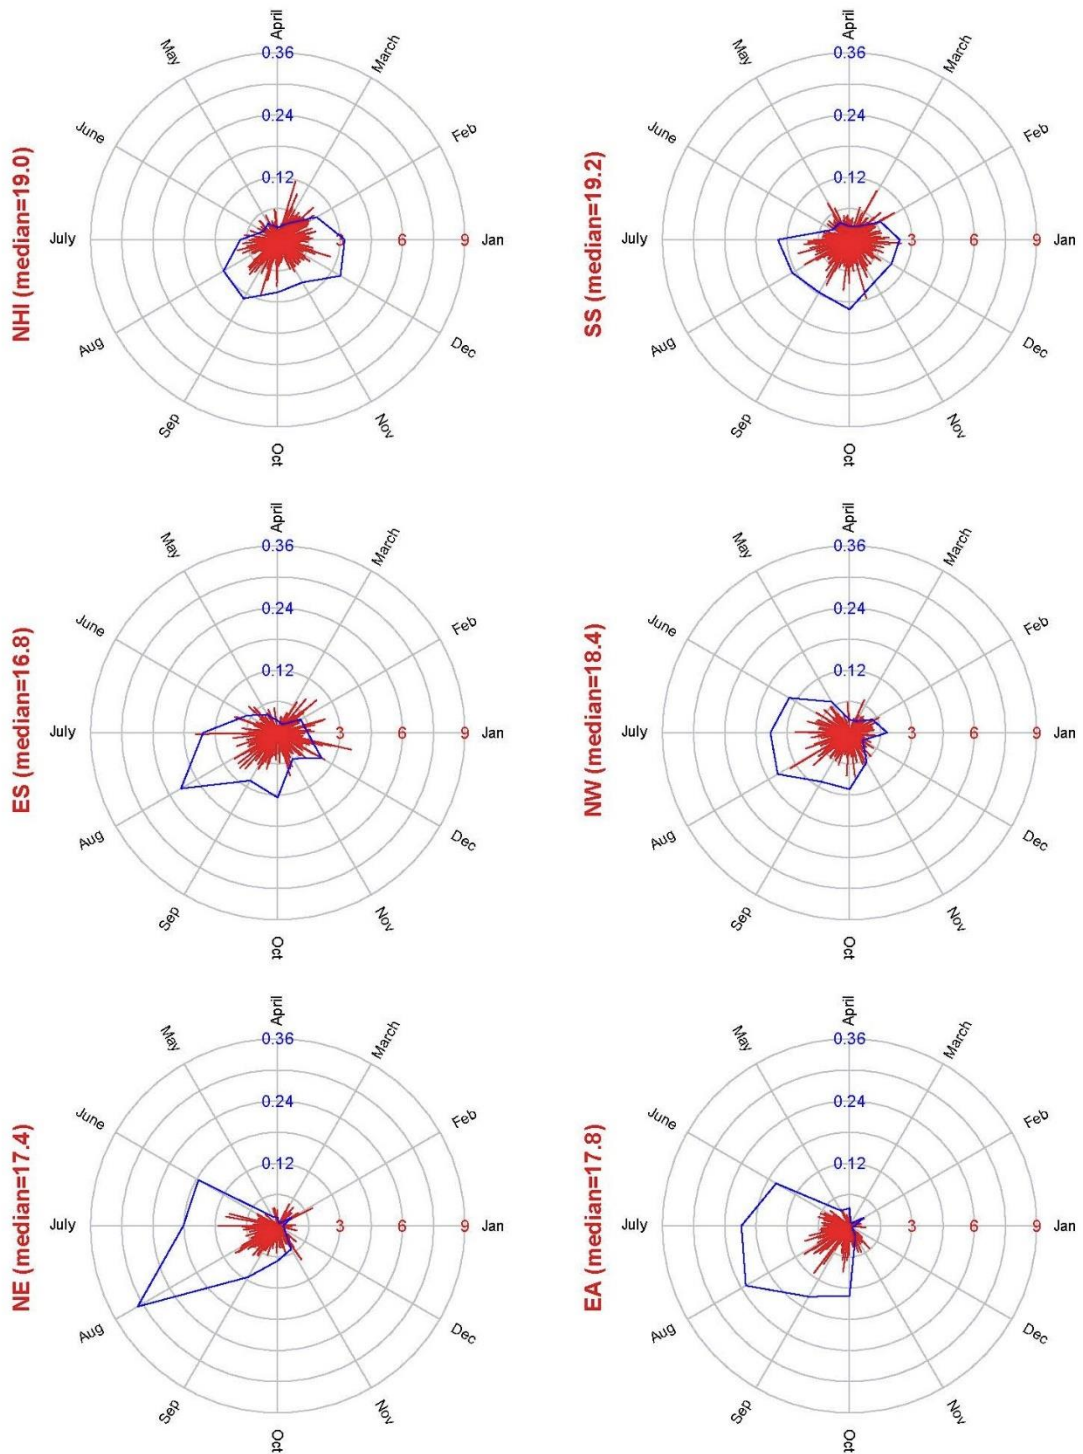 NHI (median=19.0)
April
May
March
0.36
June
0.24
Feb
0.12
July
3
6
9
Jan
Aug
Dec
Sep
Nov
Oct
SS (median=19.2)
April
May
March
0.36
June
0.24
Feb
0.12
July
3
6
9
Jan
Aug
Dec
Sep
Nov
Oct
ES (median=16.8)
April
May
March
0.36
June
0.24
Feb
0.12
July
3
6
9
Jan
Aug
Dec
Sep
Nov
Oct
NW (median=18.4)
April
May
March
0.36
June
0.24
Feb
0.12
July
3
6
9
Jan
Aug
Dec
Sep
Nov
Oct
NE (median=17.4)
April
May
March
0.36
June
0.24
Feb
0.12
July
3
6
9
Jan
Aug
Dec
Sep
Nov
Oct
EA (median=17.8)
April
May
March
0.36
June
0.24
Feb
0.12
July
3
6
9
Jan
Aug
Dec
Sep
Nov
Oct